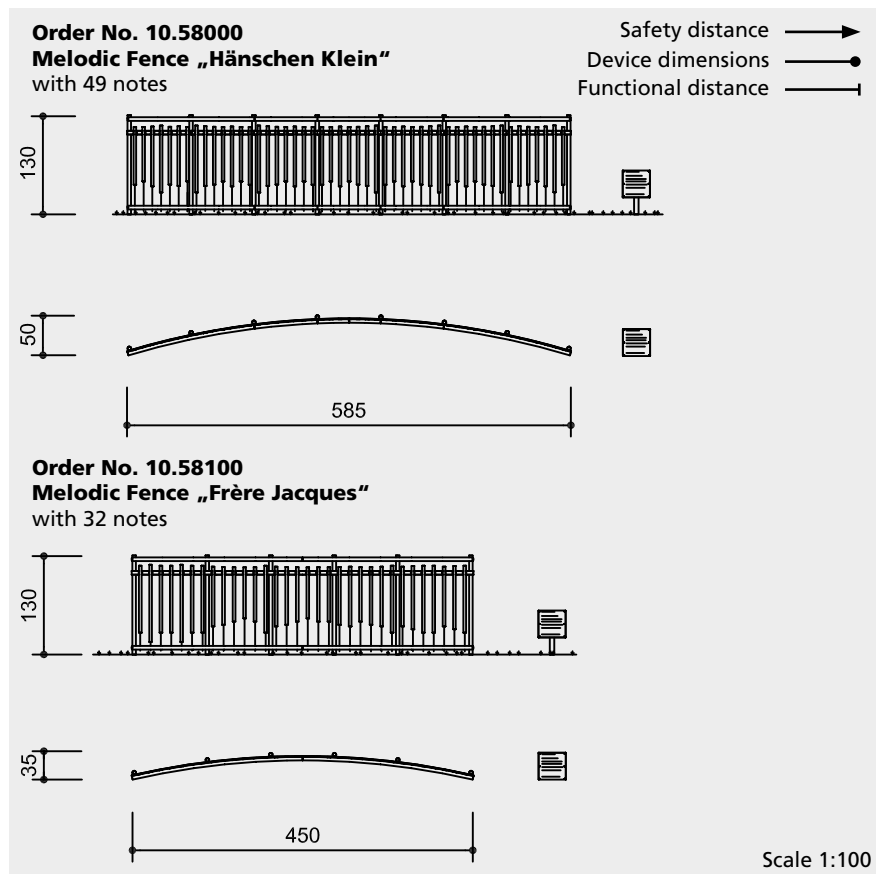 Order No. 10.58000
Melodic Fence „Hänschen Klein“
with 49 notes
Safety distance
Device dimensions
Functional distance
130
50
585
Order No. 10.58100
Melodic Fence „Frère Jacques“
with 32 notes
130
35
450
Scale 1:100